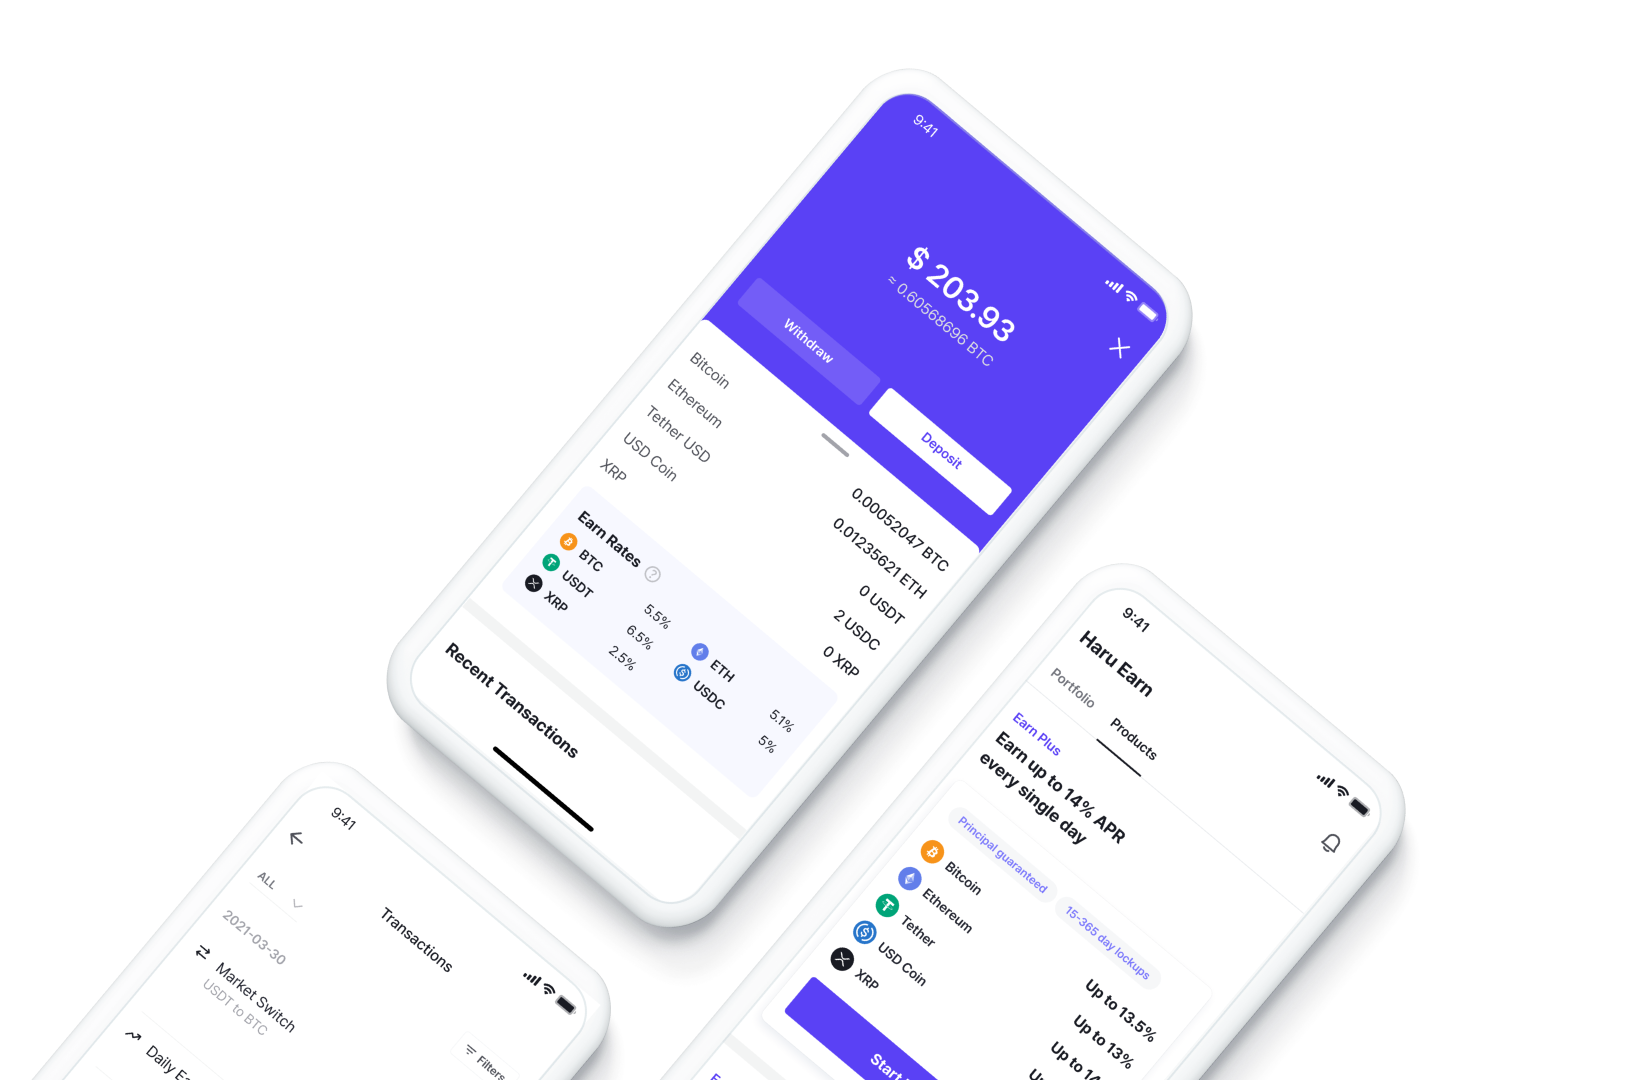 9:41
$ 203.93
≈ 0.60568696 BTC
Withdraw
Deposit
Bitcoin 0.00052047 BTC
Ethereum 0.01235621 ETH
Tether USD 0 USDT
USD Coin 2 USDC
XRP 0 XRP
Earn Rates ?
BTC 5.5% ETH 5.1%
USDT 6.5% USDC 5%
XRP 2.5%
Recent Transactions
9:41
Transactions
ALL
Filters
2021-03-30
Market Switch
USDT to BTC
Daily Ea
9:41
Haru Earn
Portfolio Products
Earn Plus
Earn up to 14% APR
every single day
Principal guaranteed 15-365 day lockups
Bitcoin Up to 13.5%
Ethereum Up to 13%
Tether Up to 14
USD Coin Up
XRP
Start